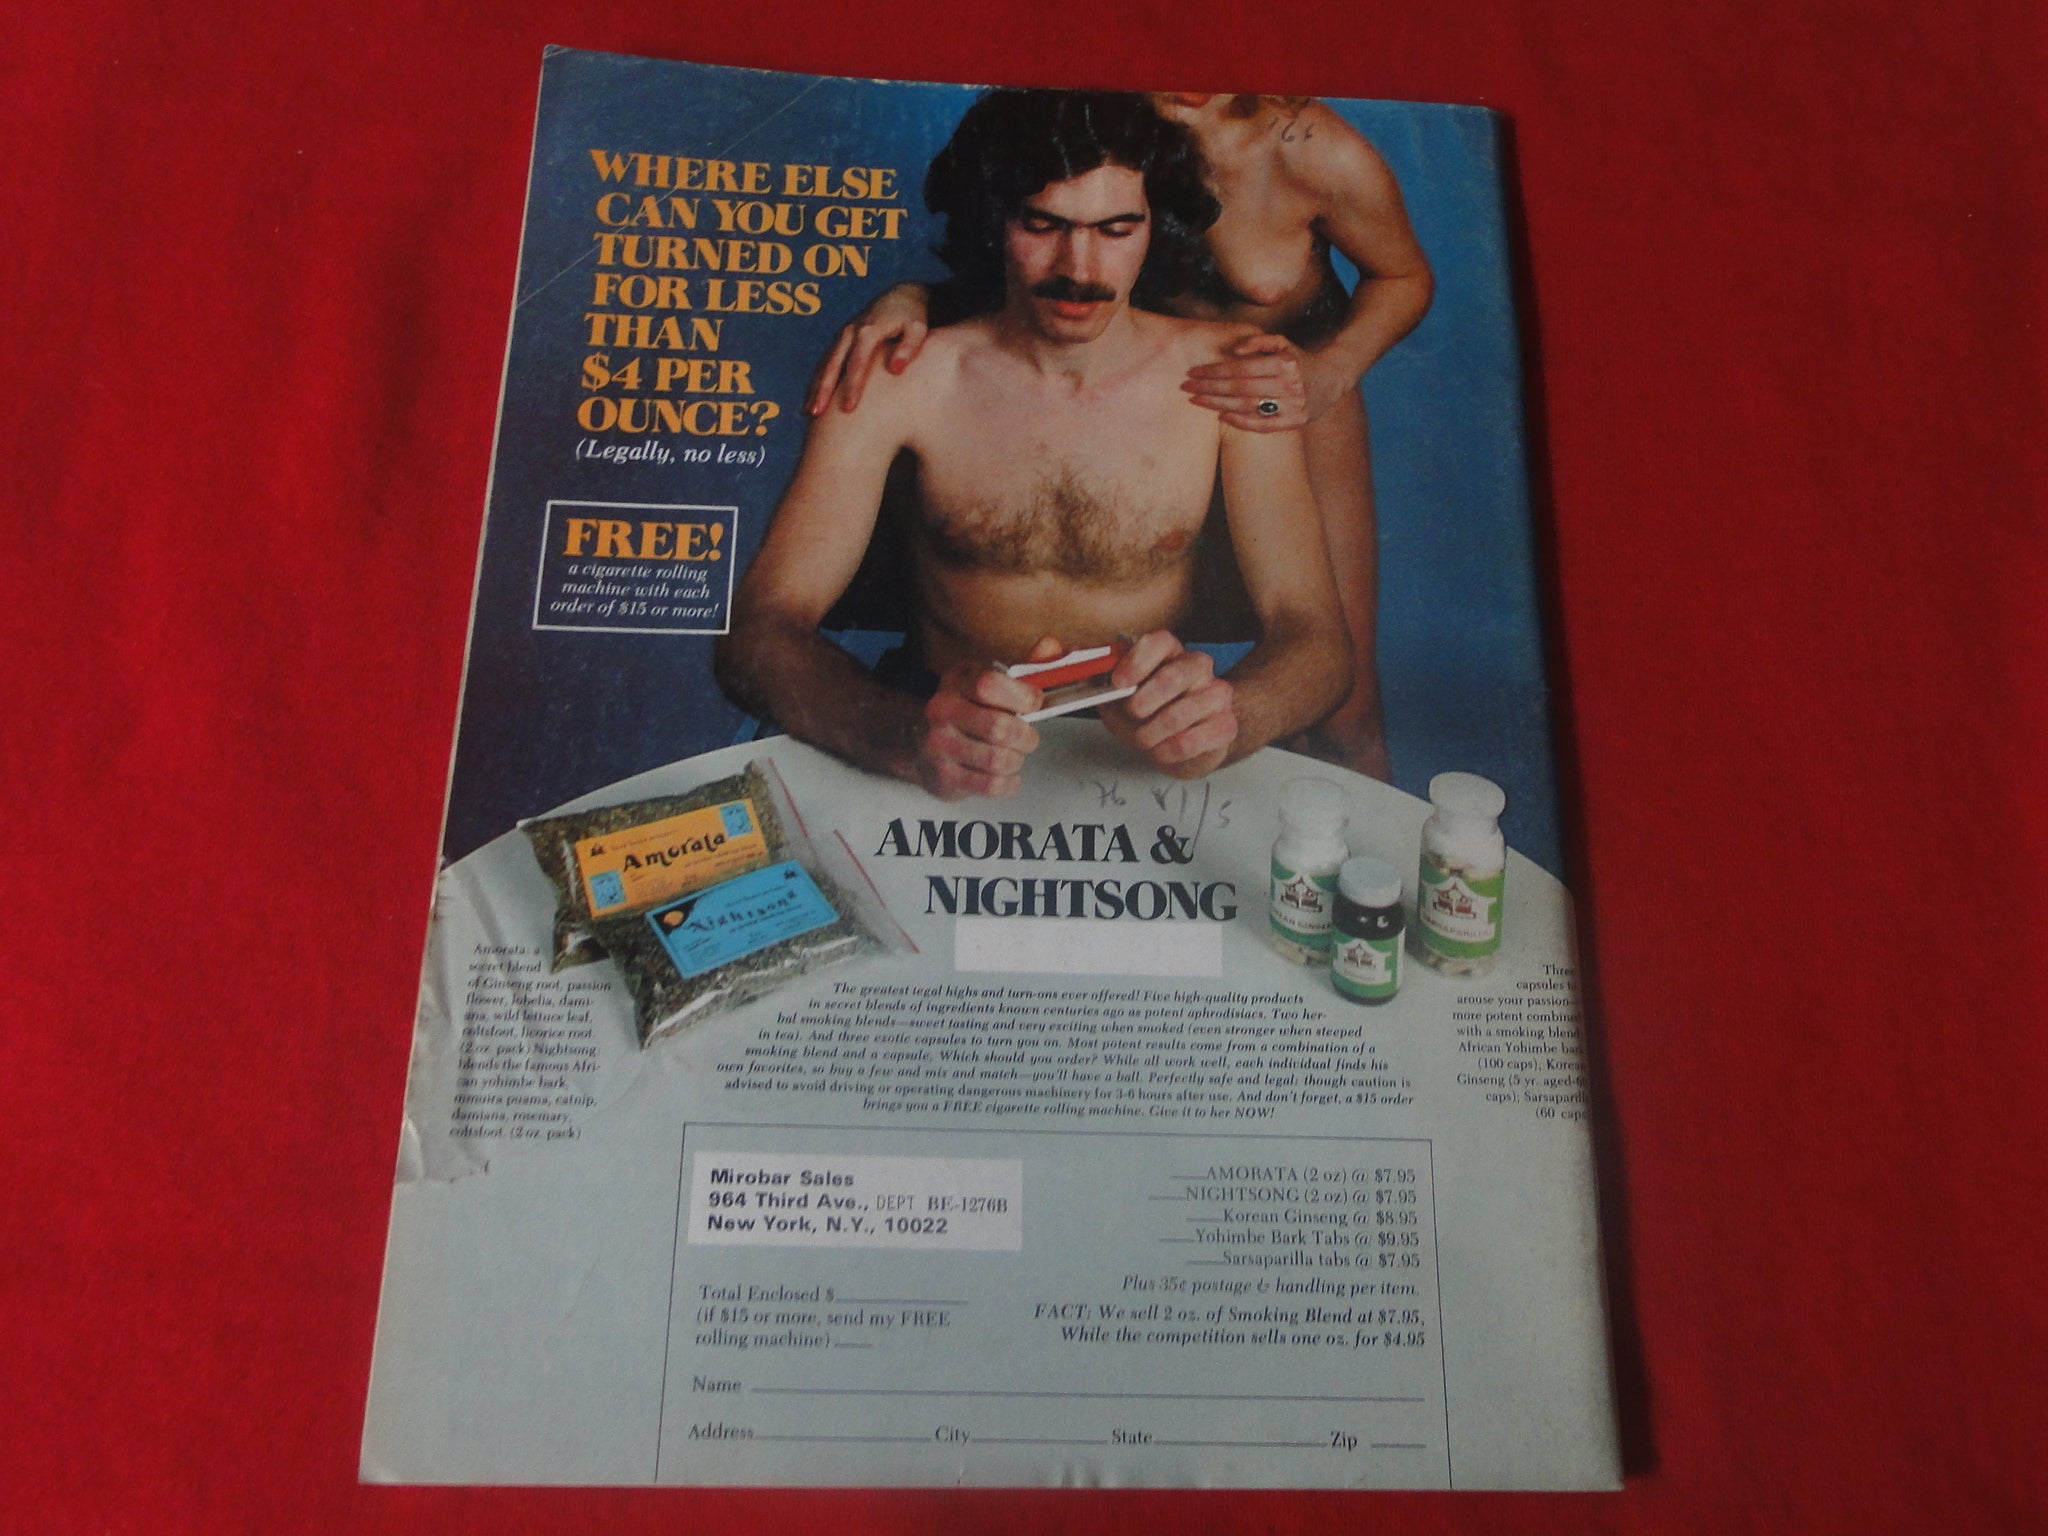 WHERE ELSE
CAN YOU GET
TURNED ON
FOR LESS
THAN
$4 PER
OUNCE?
(Legally, no less)
FREE!
a cigarette rolling
machine with each
order of $15 or more!
Amorata
Nightsong
AMORATA &
NIGHTSONG
KOREAN GINSENG
SARSAPARILLA
Amorata a
secret blend
of Ginseng root, passion
flower, lobelia, dami-
ana, wild lettuce leaf,
coltsfoot, licorice root.
(2 oz. pack) Nightsong
blends the famous Afri-
can yohimbe bark,
muuira puama, catnip,
damiana, rosemary,
coltsfoot. (2 oz. pack)
The greatest legal highs and turn-ons ever offered! Five high-quality products
in secret blends of ingredients known centuries ago as potent aphrodisiacs. Two her-
bal smoking blends—sweet tasting and very exciting when smoked (even stronger when steeped
in tea). And three exotic capsules to turn you on. Most potent results come from a combination of a
smoking blend and a capsule. Which should you order? While all work well, each individual finds his
own favorites, so buy a few and mix and match—you'll have a ball. Perfectly safe and legal; though caution is
advised to avoid driving or operating dangerous machinery for 3-6 hours after use. And don't forget, a $15 order
brings you a FREE cigarette rolling machine. Give it to her NOW!
Three
capsules to
arouse your passion—
more potent combined
with a smoking blend.
African Yohimbe bark
(100 caps), Korean
Ginseng (5 yr. aged-60
caps); Sarsaparilla
(60 caps
Mirobar Sales
964 Third Ave., DEPT BE-1276B
New York, N.Y., 10022
AMORATA (2 oz) @ $7.95
NIGHTSONG (2 oz) @ $7.95
Korean Ginseng @ $8.95
Yohimbe Bark Tabs @ $9.95
Sarsaparilla tabs @ $7.95
Plus 35¢ postage & handling per item.
FACT: We sell 2 oz. of Smoking Blend at $7.95,
While the competition sells one oz. for $4.95
Total Enclosed $
(if $15 or more, send my FREE
rolling machine)
Name
Address City State Zip